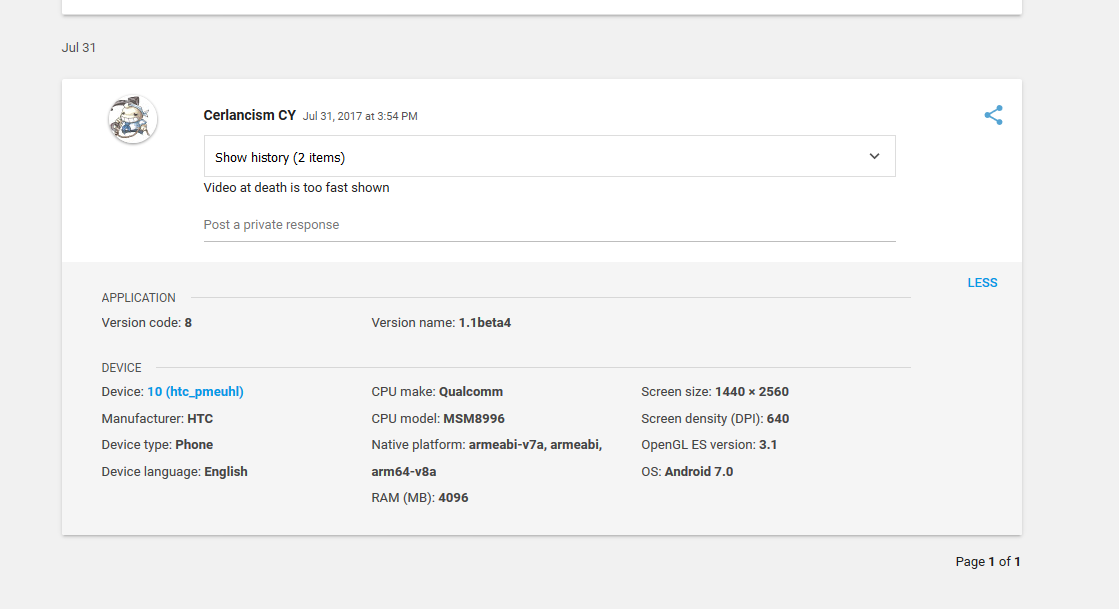 Jul 31
Cerlancism CY Jul 31, 2017 at 3:54 PM
Show history (2 items)
Video at death is too fast shown
Post a private response
LESS
APPLICATION
Version code: 8 Version name: 1.1beta4
DEVICE
Device: 10 (htc_pmeuhl) CPU make: Qualcomm Screen size: 1440 × 2560
Manufacturer: HTC CPU model: MSM8996 Screen density (DPI): 640
Device type: Phone Native platform: armeabi-v7a, armeabi, OpenGL ES version: 3.1
Device language: English arm64-v8a OS: Android 7.0
RAM (MB): 4096
Page 1 of 1